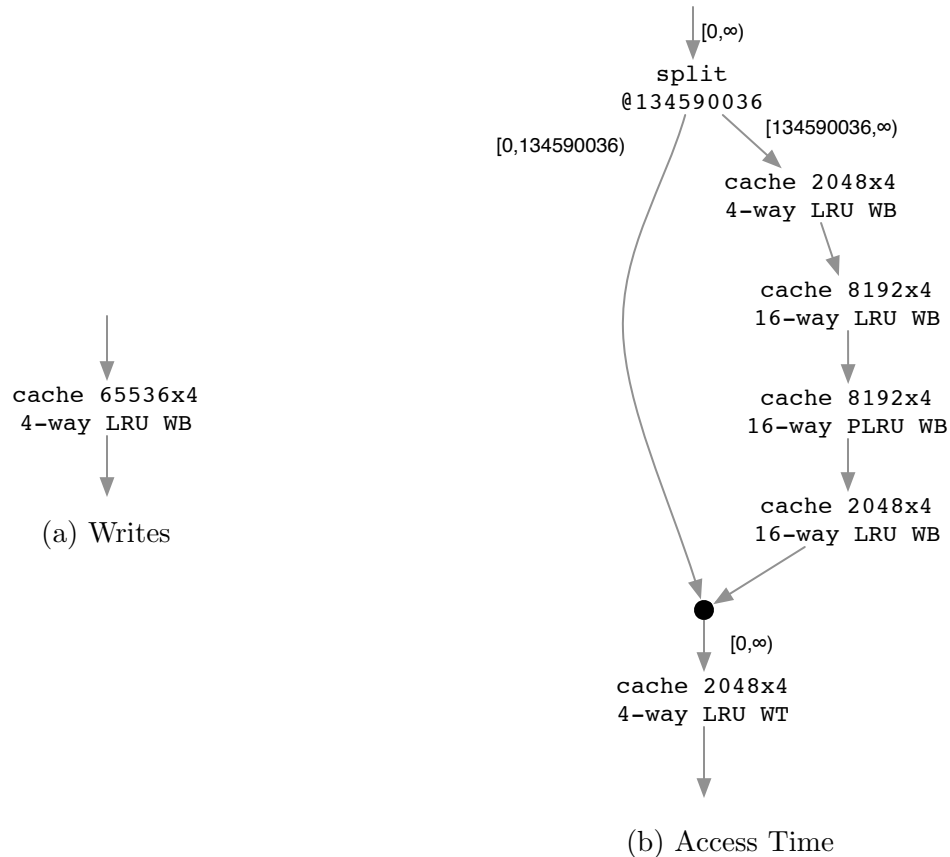 [0,∞)
split
@134590036
[0,134590036)
[134590036,∞)
cache 2048x4
4-way LRU WB
cache 8192x4
16-way LRU WB
cache 65536x4
4-way LRU WB
cache 8192x4
16-way PLRU WB
cache 2048x4
16-way LRU WB
(a) Writes
[0,∞)
cache 2048x4
4-way LRU WT
(b) Access Time